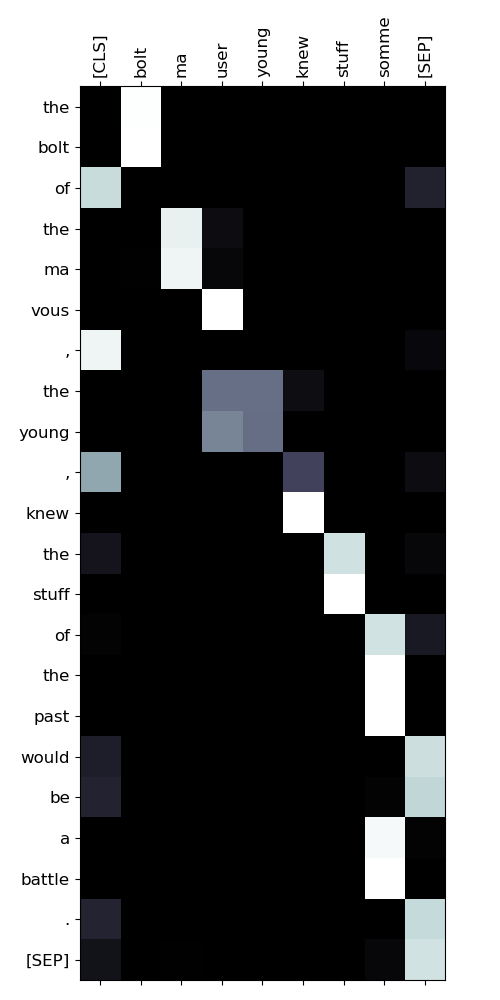 [CLS] bolt ma user young knew stuff somme [SEP]
the
bolt
of
the
ma
vous
,
the
young
,
knew
the
stuff
of
the
past
would
be
a
battle
.
[SEP]